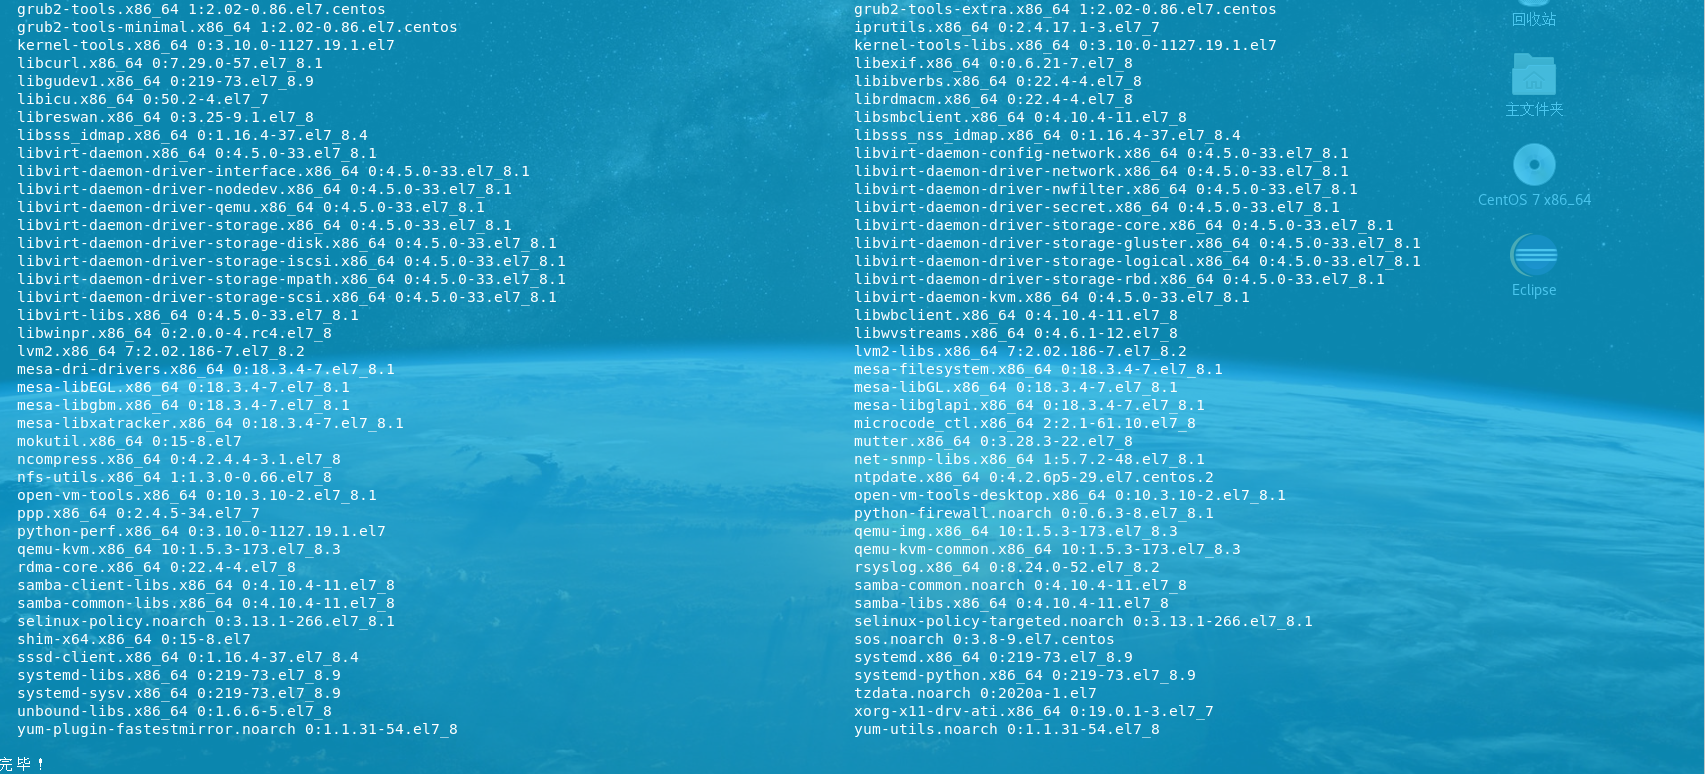 grub2-tools.x86_64 1:2.02-0.86.el7.centos grub2-tools-extra.x86_64 1:2.02-0.86.el7.centos
grub2-tools-minimal.x86_64 1:2.02-0.86.el7.centos iprutils.x86_64 0:2.4.17.1-3.el7_7
kernel-tools.x86_64 0:3.10.0-1127.19.1.el7 kernel-tools-libs.x86_64 0:3.10.0-1127.19.1.el7
libcurl.x86_64 0:7.29.0-57.el7_8.1 libexif.x86_64 0:0.6.21-7.el7_8
libgudev1.x86_64 0:219-73.el7_8.9 libibverbs.x86_64 0:22.4-4.el7_8
libicu.x86_64 0:50.2-4.el7_7 librdmacm.x86_64 0:22.4-4.el7_8
libreswan.x86_64 0:3.25-9.1.el7_8 libsmbclient.x86_64 0:4.10.4-11.el7_8
libsss_idmap.x86_64 0:1.16.4-37.el7_8.4 libsss_nss_idmap.x86_64 0:1.16.4-37.el7_8.4
libvirt-daemon.x86_64 0:4.5.0-33.el7_8.1 libvirt-daemon-config-network.x86_64 0:4.5.0-33.el7_8.1
libvirt-daemon-driver-interface.x86_64 0:4.5.0-33.el7_8.1 libvirt-daemon-driver-network.x86_64 0:4.5.0-33.el7_8.1
libvirt-daemon-driver-nodedev.x86_64 0:4.5.0-33.el7_8.1 libvirt-daemon-driver-nwfilter.x86_64 0:4.5.0-33.el7_8.1
libvirt-daemon-driver-qemu.x86_64 0:4.5.0-33.el7_8.1 libvirt-daemon-driver-secret.x86_64 0:4.5.0-33.el7_8.1
libvirt-daemon-driver-storage.x86_64 0:4.5.0-33.el7_8.1 libvirt-daemon-driver-storage-core.x86_64 0:4.5.0-33.el7_8.1
libvirt-daemon-driver-storage-disk.x86_64 0:4.5.0-33.el7_8.1 libvirt-daemon-driver-storage-gluster.x86_64 0:4.5.0-33.el7_8.1
libvirt-daemon-driver-storage-iscsi.x86_64 0:4.5.0-33.el7_8.1 libvirt-daemon-driver-storage-logical.x86_64 0:4.5.0-33.el7_8.1
libvirt-daemon-driver-storage-mpath.x86_64 0:4.5.0-33.el7_8.1 libvirt-daemon-driver-storage-rbd.x86_64 0:4.5.0-33.el7_8.1
libvirt-daemon-driver-storage-scsi.x86_64 0:4.5.0-33.el7_8.1 libvirt-daemon-kvm.x86_64 0:4.5.0-33.el7_8.1
libvirt-libs.x86_64 0:4.5.0-33.el7_8.1 libwbclient.x86_64 0:4.10.4-11.el7_8
libwinpr.x86_64 0:2.0.0-4.rc4.el7_8 libwvstreams.x86_64 0:4.6.1-12.el7_8
lvm2.x86_64 7:2.02.186-7.el7_8.2 lvm2-libs.x86_64 7:2.02.186-7.el7_8.2
mesa-dri-drivers.x86_64 0:18.3.4-7.el7_8.1 mesa-filesystem.x86_64 0:18.3.4-7.el7_8.1
mesa-libEGL.x86_64 0:18.3.4-7.el7_8.1 mesa-libGL.x86_64 0:18.3.4-7.el7_8.1
mesa-libgbm.x86_64 0:18.3.4-7.el7_8.1 mesa-libglapi.x86_64 0:18.3.4-7.el7_8.1
mesa-libxatracker.x86_64 0:18.3.4-7.el7_8.1 microcode_ctl.x86_64 2:2.1-61.10.el7_8
mokutil.x86_64 0:15-8.el7 mutter.x86_64 0:3.28.3-22.el7_8
ncompress.x86_64 0:4.2.4.4-3.1.el7_8 net-snmp-libs.x86_64 1:5.7.2-48.el7_8.1
nfs-utils.x86_64 1:1.3.0-0.66.el7_8 ntpdate.x86_64 0:4.2.6p5-29.el7.centos.2
open-vm-tools.x86_64 0:10.3.10-2.el7_8.1 open-vm-tools-desktop.x86_64 0:10.3.10-2.el7_8.1
ppp.x86_64 0:2.4.5-34.el7_7 python-firewall.noarch 0:0.6.3-8.el7_8.1
python-perf.x86_64 0:3.10.0-1127.19.1.el7 qemu-img.x86_64 10:1.5.3-173.el7_8.3
qemu-kvm.x86_64 10:1.5.3-173.el7_8.3 qemu-kvm-common.x86_64 10:1.5.3-173.el7_8.3
rdma-core.x86_64 0:22.4-4.el7_8 rsyslog.x86_64 0:8.24.0-52.el7_8.2
samba-client-libs.x86_64 0:4.10.4-11.el7_8 samba-common.noarch 0:4.10.4-11.el7_8
samba-common-libs.x86_64 0:4.10.4-11.el7_8 samba-libs.x86_64 0:4.10.4-11.el7_8
selinux-policy.noarch 0:3.13.1-266.el7_8.1 selinux-policy-targeted.noarch 0:3.13.1-266.el7_8.1
shim-x64.x86_64 0:15-8.el7 sos.noarch 0:3.8-9.el7.centos
sssd-client.x86_64 0:1.16.4-37.el7_8.4 systemd.x86_64 0:219-73.el7_8.9
systemd-libs.x86_64 0:219-73.el7_8.9 systemd-python.x86_64 0:219-73.el7_8.9
systemd-sysv.x86_64 0:219-73.el7_8.9 tzdata.noarch 0:2020a-1.el7
unbound-libs.x86_64 0:1.6.6-5.el7_8 xorg-x11-drv-ati.x86_64 0:19.0.1-3.el7_7
yum-plugin-fastestmirror.noarch 0:1.1.31-54.el7_8 yum-utils.noarch 0:1.1.31-54.el7_8
完毕！
回收站
主文件夹
CentOS 7 x86_64
Eclipse